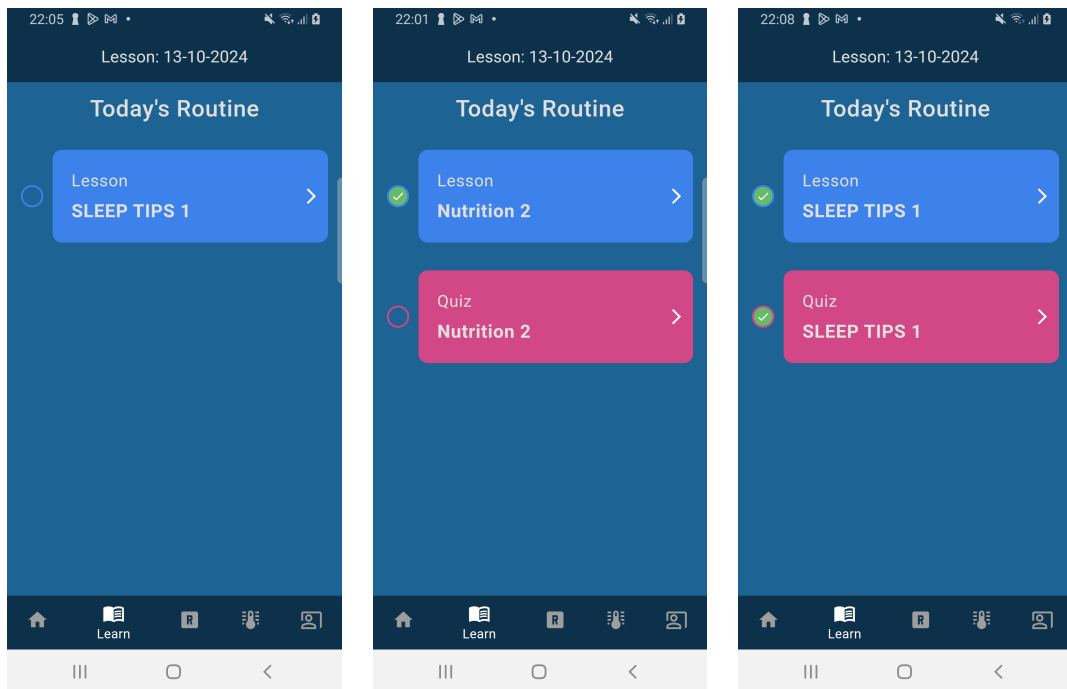 22:05
Lesson: 13-10-2024
Today's Routine
Lesson
SLEEP TIPS 1
R
Learn
22:01
Lesson: 13-10-2024
Today's Routine
Lesson
Nutrition 2
Quiz
Nutrition 2
R
Learn
22:08
Lesson: 13-10-2024
Today's Routine
Lesson
SLEEP TIPS 1
Quiz
SLEEP TIPS 1
R
Learn